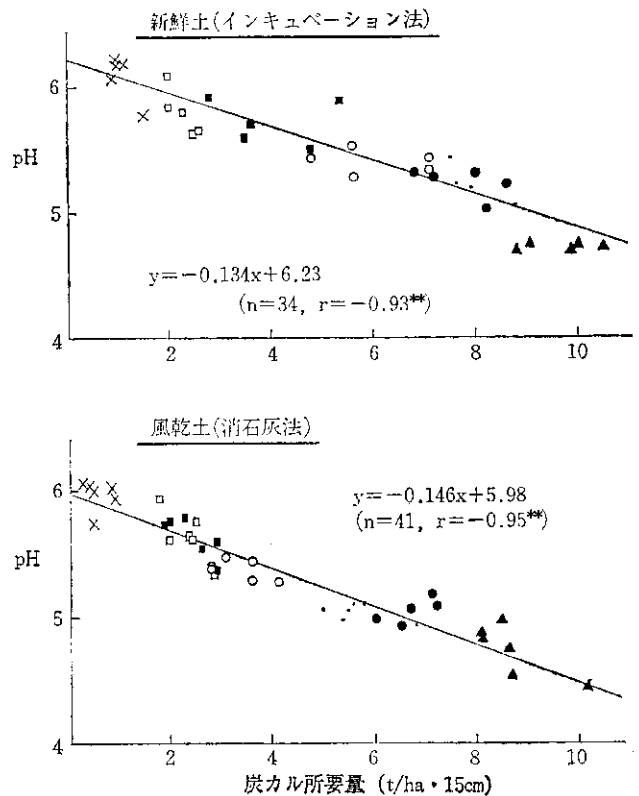 新鮮土(インキュベーション法)
6
pH
5
y=−0.134x+6.23
(n=34, r=−0.93**)
4
2 4 6 8 10
風乾土(消石灰法)
6
y=−0.146x+5.98
(n=41, r=−0.95**)
pH
5
4
2 4 6 8 10
炭カル所要量 (t/ha・15cm)